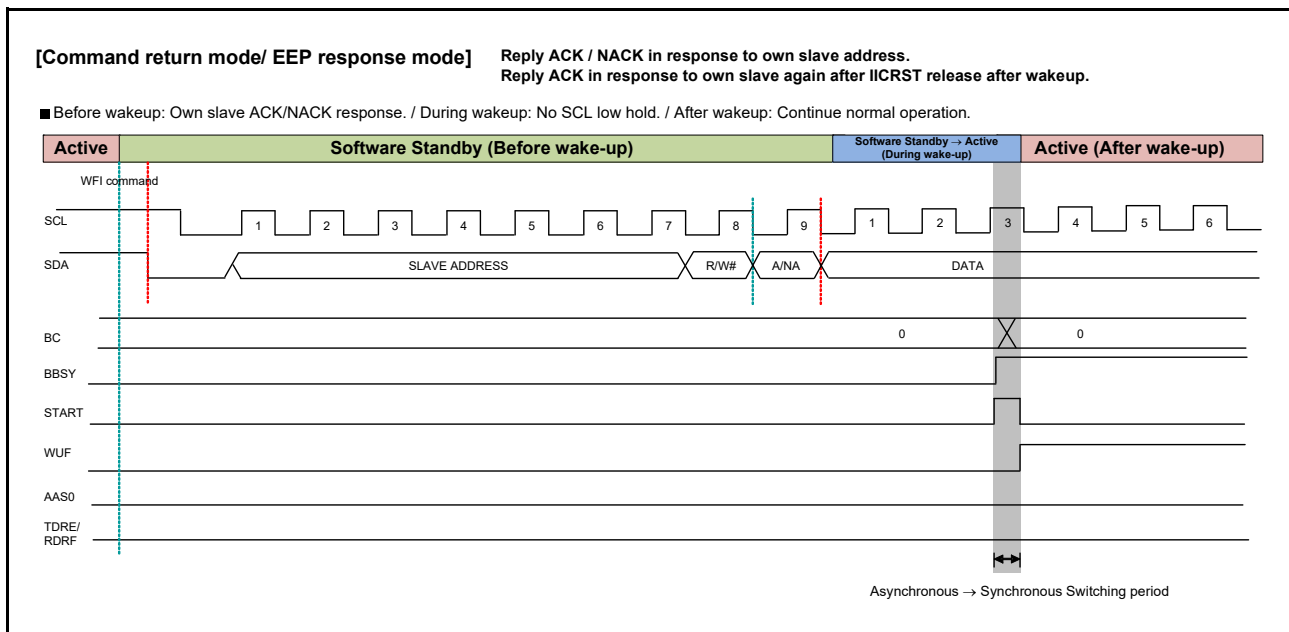 [Command return mode/ EEP response mode] Reply ACK / NACK in response to own slave address.
Reply ACK in response to own slave again after IICRST release after wakeup.
■ Before wakeup: Own slave ACK/NACK response. / During wakeup: No SCL low hold. / After wakeup: Continue normal operation.
Active Software Standby (Before wake-up) Software Standby → Active Active (After wake-up)
(During wake-up)
WFI command
SCL 1 2 3 4 5 6 7 8 9 1 2 3 4 5 6
SDA SLAVE ADDRESS R/W# A/NA DATA
BC 0 0
BBSY
START
WUF
AAS0
TDRE/
RDRF
Asynchronous → Synchronous Switching period